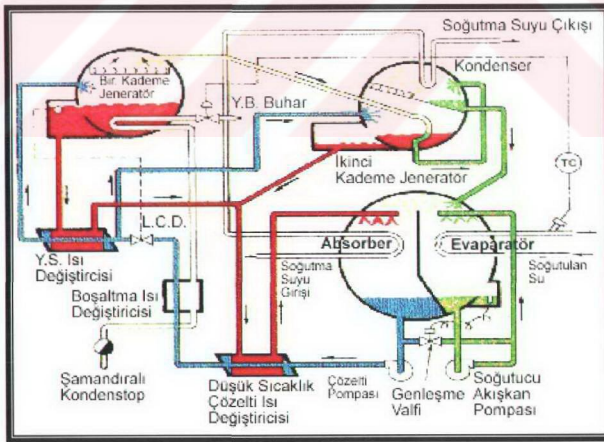 Soğutma Suyu Çıkışı
Kondenser
Bir. Kademe
Jeneratör
Y.B. Buhar
İkinci
Kademe Jeneratör
TC
L.C.D.
Absorber
Evaparatör
Y.S. Isı
Değiştircisi
Soğutma
Suyu
Girişi
Soğutulan
Su
Boşaltma Isı
Değiştiricisi
Şamandıralı
Kondenstop
Düşük Sıcaklık
Çözelti Isı
Değiştiricisi
Çözelti
Pompası
Genleşme
Valfi
Soğutucu
Akışkan
Pompası